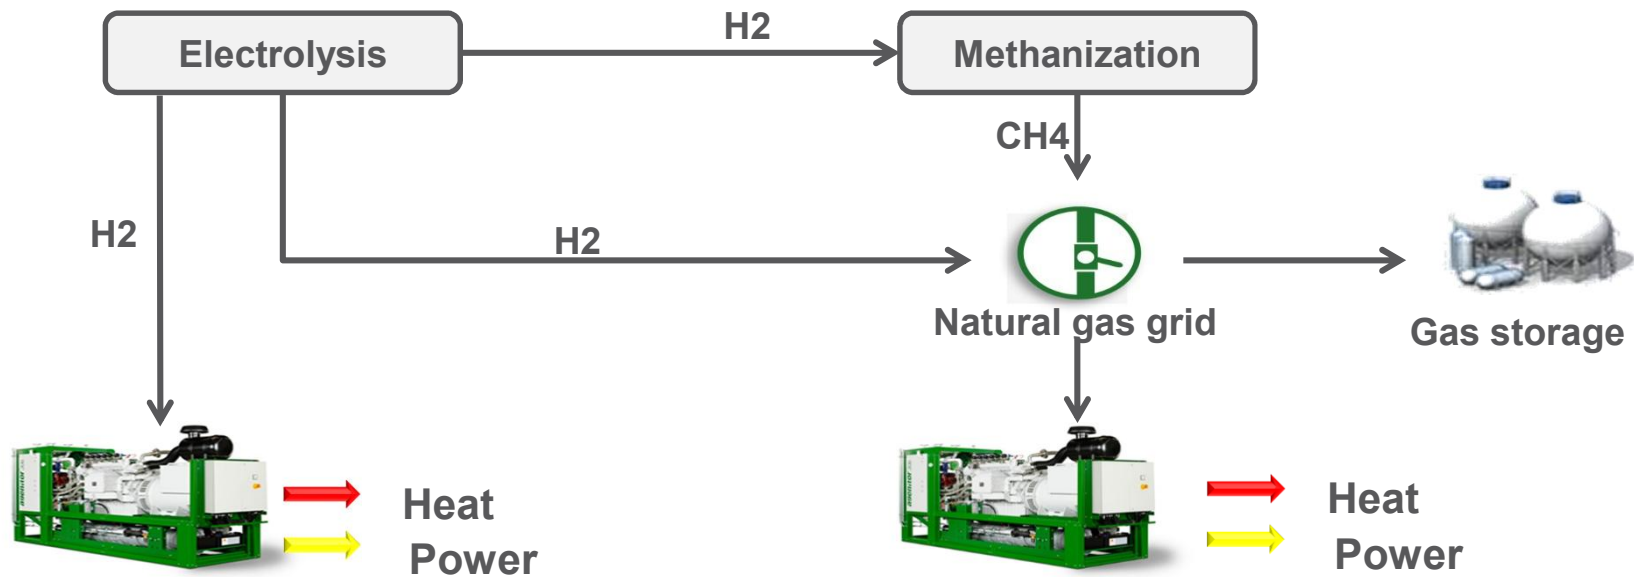 H2
Electrolysis
Methanization
CH4
H2
H2
Natural gas grid
Gas storage
Heat
Power
Heat
Power